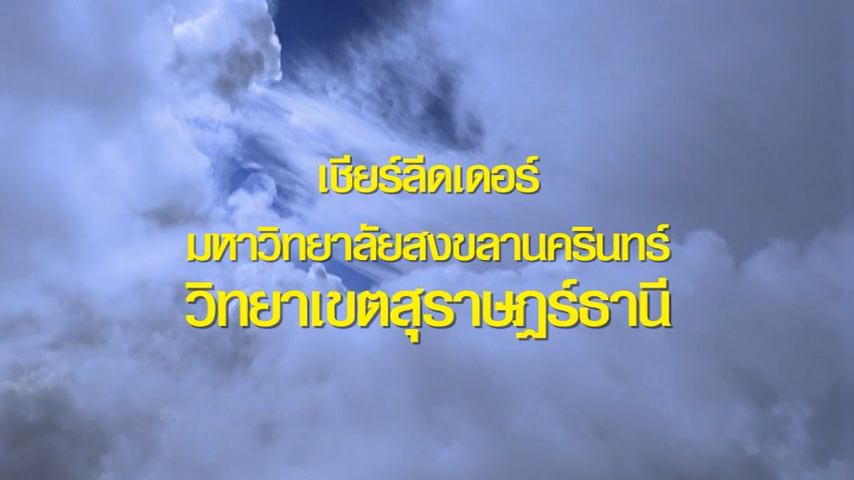 เชียร์ลีดเดอร์
มหาวิทยาลัยสงขลานครินทร์
วิทยาเขตสุราษฎร์ธานี